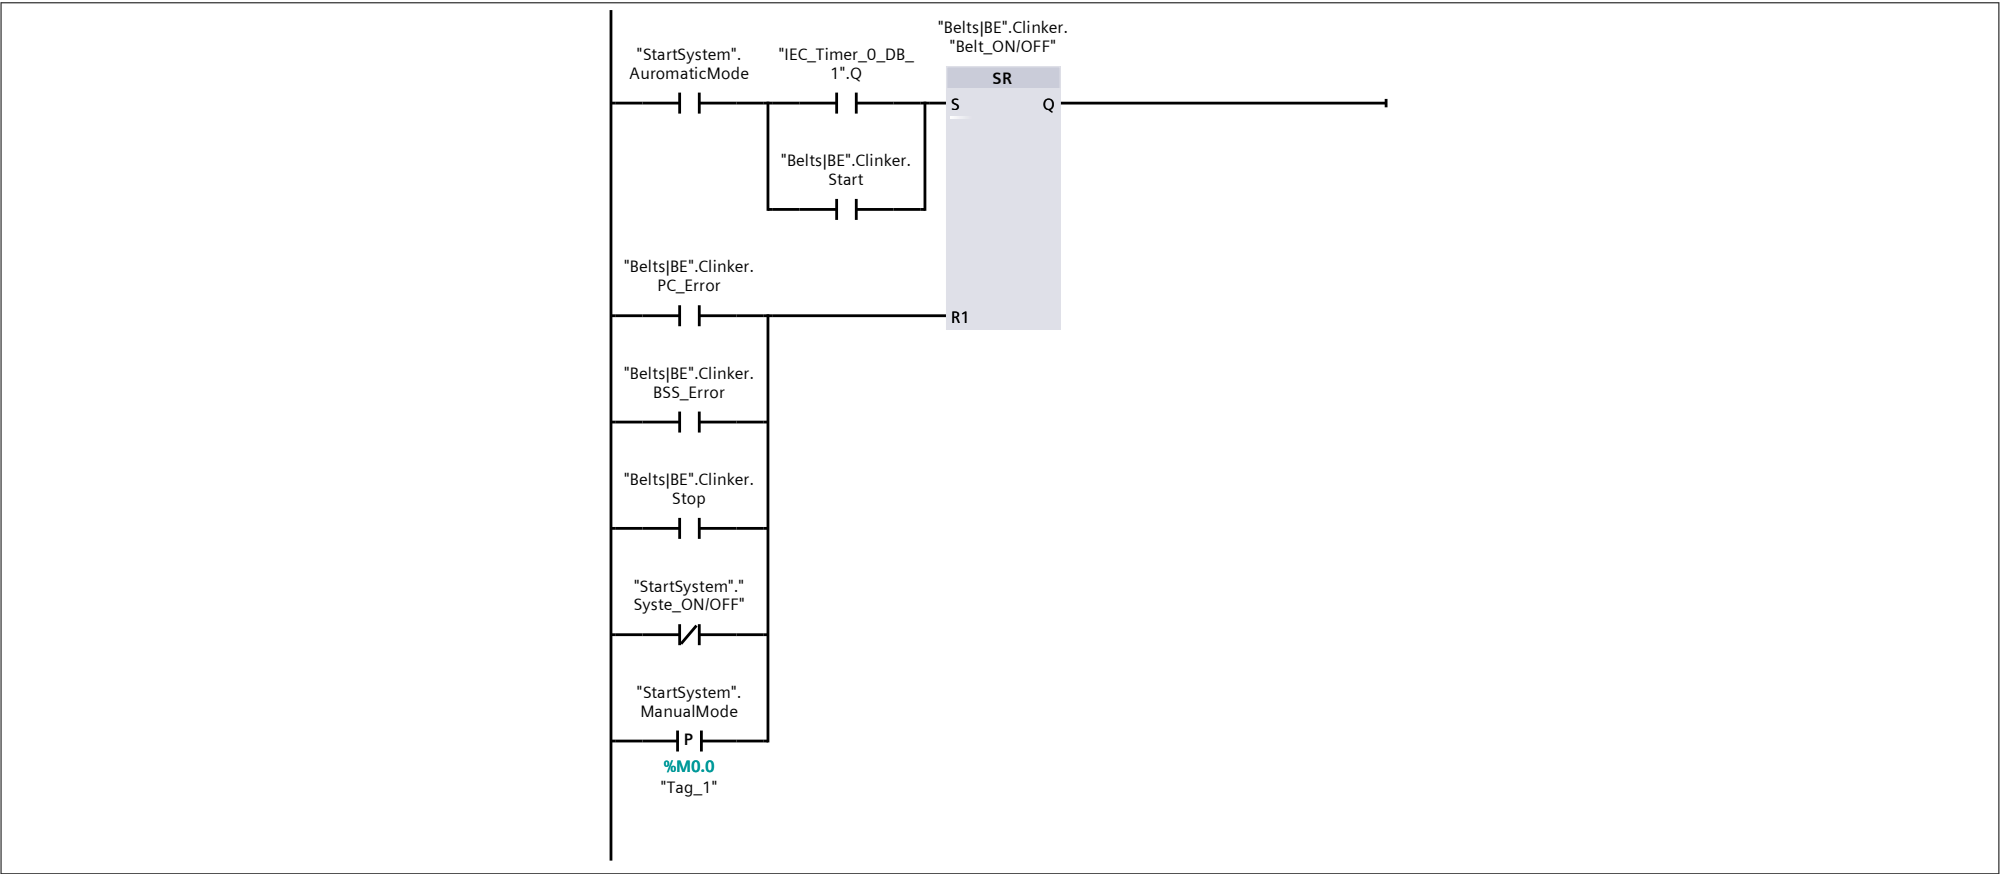 "Belts|BE".Clinker.
"Belt_ON/OFF"
"StartSystem".
AuromaticMode
"IEC_Timer_0_DB_
1".Q
SR
S
Q
"Belts|BE".Clinker.
Start
"Belts|BE".Clinker.
PC_Error
R1
"Belts|BE".Clinker.
BSS_Error
"Belts|BE".Clinker.
Stop
"StartSystem"."
Syste_ON/OFF"
"StartSystem".
ManualMode
P
%M0.0
"Tag_1"